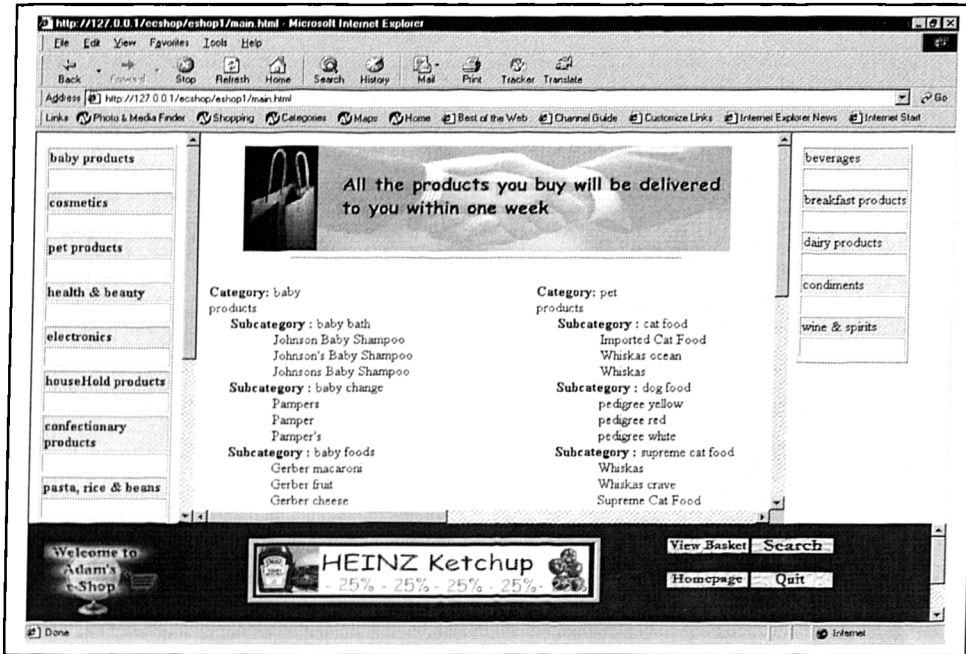 http://127.0.0.1/ecshop/eshop1/main.html - Microsoft Internet Explorer
File Edit View Favorites Tools Help
Back Forward Stop Refresh Home Search History Mail Print Tracker Translate
Address http://127.0.0.1/ecshop/eshop1/main.html Go
Links Photo & Media Finder Shopping Categories Maps Home Best of the Web Channel Guide Customize Links Internet Explorer News Internet Start
baby products
cosmetics
pet products
health & beauty
electronics
houseHold products
confectionary
products
pasta, rice & beans
All the products you buy will be delivered
to you within one week
Category: baby
products
Subcategory : baby bath
Johnson Baby Shampoo
Johnson's Baby Shampoo
Johnsons Baby Shampoo
Subcategory : baby change
Pampers
Pamper
Pamper's
Subcategory : baby foods
Gerber macaroni
Gerber fruit
Gerber cheese
Category: pet
products
Subcategory : cat food
Imported Cat Food
Whiskas ocean
Whiskas
Subcategory : dog food
pedigree yellow
pedigree red
pedigree white
Subcategory : supreme cat food
Whiskas
Whiskas crave
Supreme Cat Food
beverages
breakfast products
dairy products
condiments
wine & spirits
Welcome to
Adam's
e-Shop
HEINZ Ketchup
- 25% - 25% - 25% - 25% -
View Basket Search
Homepage Quit
Done Internet